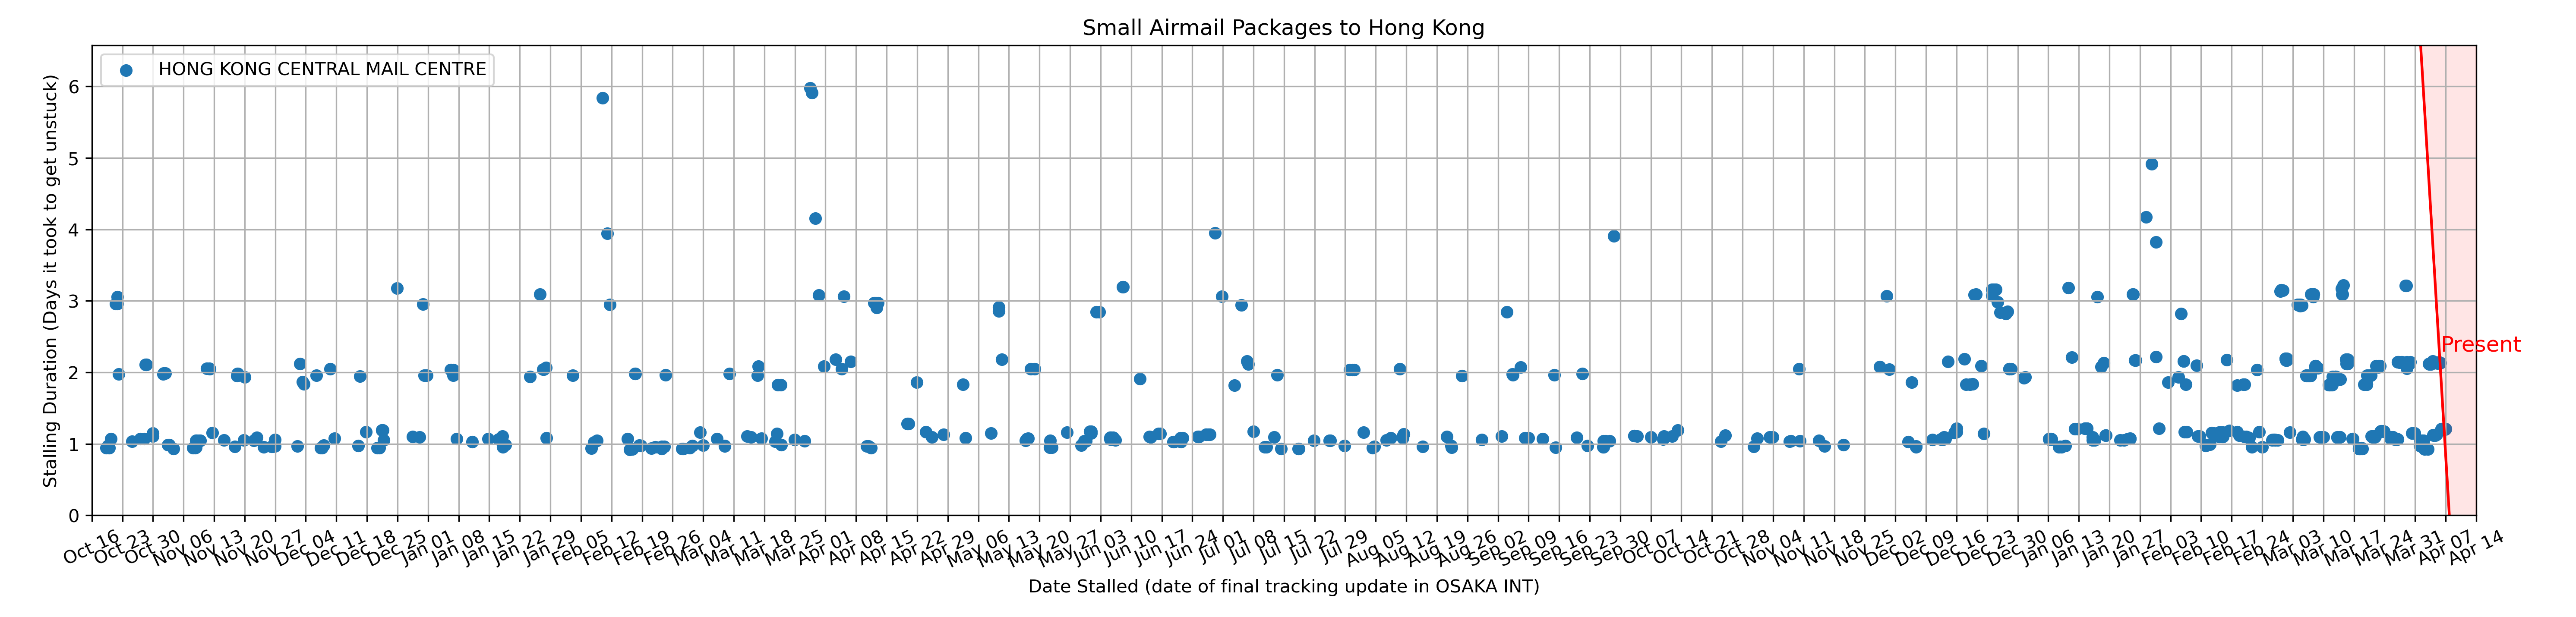 Small Airmail Packages to Hong Kong
HONG KONG CENTRAL MAIL CENTRE
Stalling Duration (Days it took to get unstuck)
6
5
4
3
2
1
0
Present
Oct 16 Oct 23 Oct 30 Nov 06 Nov 13 Nov 20 Nov 27 Dec 04 Dec 11 Dec 18 Dec 25 Jan 01 Jan 08 Jan 15 Jan 22 Jan 29 Feb 05 Feb 12 Feb 19 Feb 26 Mar 04 Mar 11 Mar 18 Mar 25 Apr 01 Apr 08 Apr 15 Apr 22 Apr 29 May 06 May 13 May 20 May 27 Jun 03 Jun 10 Jun 17 Jun 24 Jul 01 Jul 08 Jul 15 Jul 22 Jul 29 Aug 05 Aug 12 Aug 19 Aug 26 Sep 02 Sep 09 Sep 16 Sep 23 Sep 30 Oct 07 Oct 14 Oct 21 Oct 28 Nov 04 Nov 11 Nov 18 Nov 25 Dec 02 Dec 09 Dec 16 Dec 23 Dec 30 Jan 06 Jan 13 Jan 20 Jan 27 Feb 03 Feb 10 Feb 17 Feb 24 Mar 03 Mar 10 Mar 17 Mar 24 Mar 31 Apr 07 Apr 14
Date Stalled (date of final tracking update in OSAKA INT)